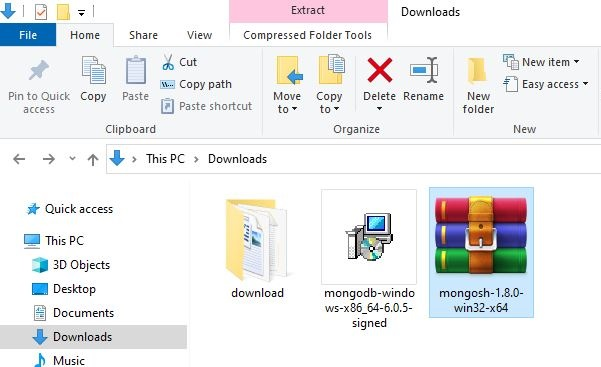 Extract
Downloads
File
Home
Share
View
Compressed Folder Tools
Pin to Quick
access
Copy
Paste
Cut
Copy path
Paste shortcut
Move
to
Copy
to
Delete
Rename
New
folder
New item
Easy access
Clipboard
Organize
New
This PC
Downloads
Quick access
This PC
3D Objects
Desktop
Documents
Downloads
Music
download
mongodb-windo
ws-x86_64-6.0.5-
signed
mongosh-1.8.0-
win32-x64